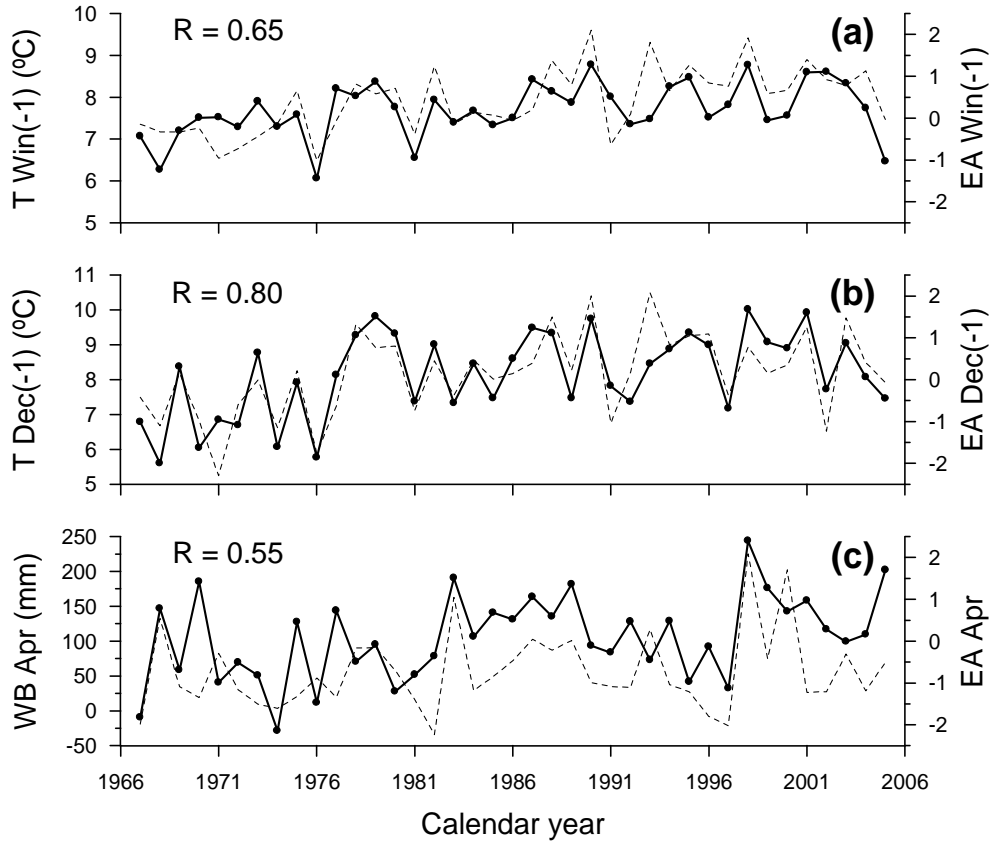 R = 0.65
(a)
T Win(-1) (ºC)
10
9
8
7
6
5
2
1
0
-1
-2
EA Win(-1)
R = 0.80
(b)
T Dec(-1) (ºC)
11
10
9
8
7
6
5
2
1
0
-1
-2
EA Dec(-1)
R = 0.55
(c)
WB Apr (mm)
250
200
150
100
50
0
-50
2
1
0
-1
-2
EA Apr
1966 1971 1976 1981 1986 1991 1996 2001 2006
Calendar year